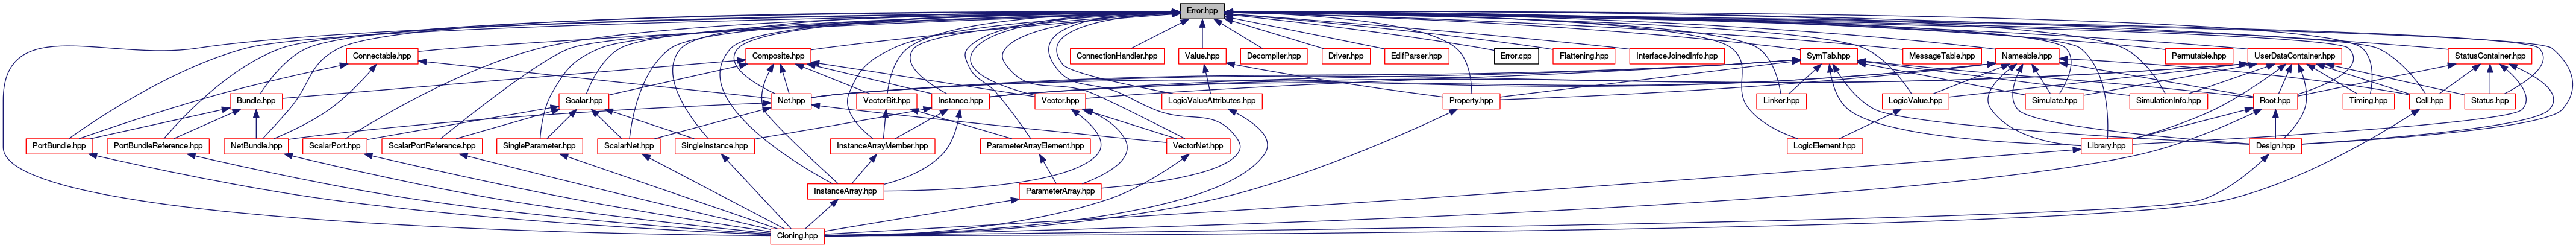 Error.hpp
Connectable.hpp
Composite.hpp
ConnectionHandler.hpp
Value.hpp
Decompiler.hpp
Driver.hpp
EdifParser.hpp
Error.cpp
Flattening.hpp
InterfaceJoinedInfo.hpp
SymTab.hpp
MessageTable.hpp
Nameable.hpp
Permutable.hpp
UserDataContainer.hpp
StatusContainer.hpp
Bundle.hpp
Scalar.hpp
Net.hpp
VectorBit.hpp
Instance.hpp
Vector.hpp
LogicValueAttributes.hpp
Property.hpp
Linker.hpp
LogicValue.hpp
Simulate.hpp
SimulationInfo.hpp
Root.hpp
Timing.hpp
Cell.hpp
Status.hpp
PortBundle.hpp
PortBundleReference.hpp
NetBundle.hpp
ScalarPort.hpp
ScalarPortReference.hpp
SingleParameter.hpp
ScalarNet.hpp
SingleInstance.hpp
InstanceArrayMember.hpp
ParameterArrayElement.hpp
VectorNet.hpp
LogicElement.hpp
Library.hpp
Design.hpp
InstanceArray.hpp
ParameterArray.hpp
Cloning.hpp